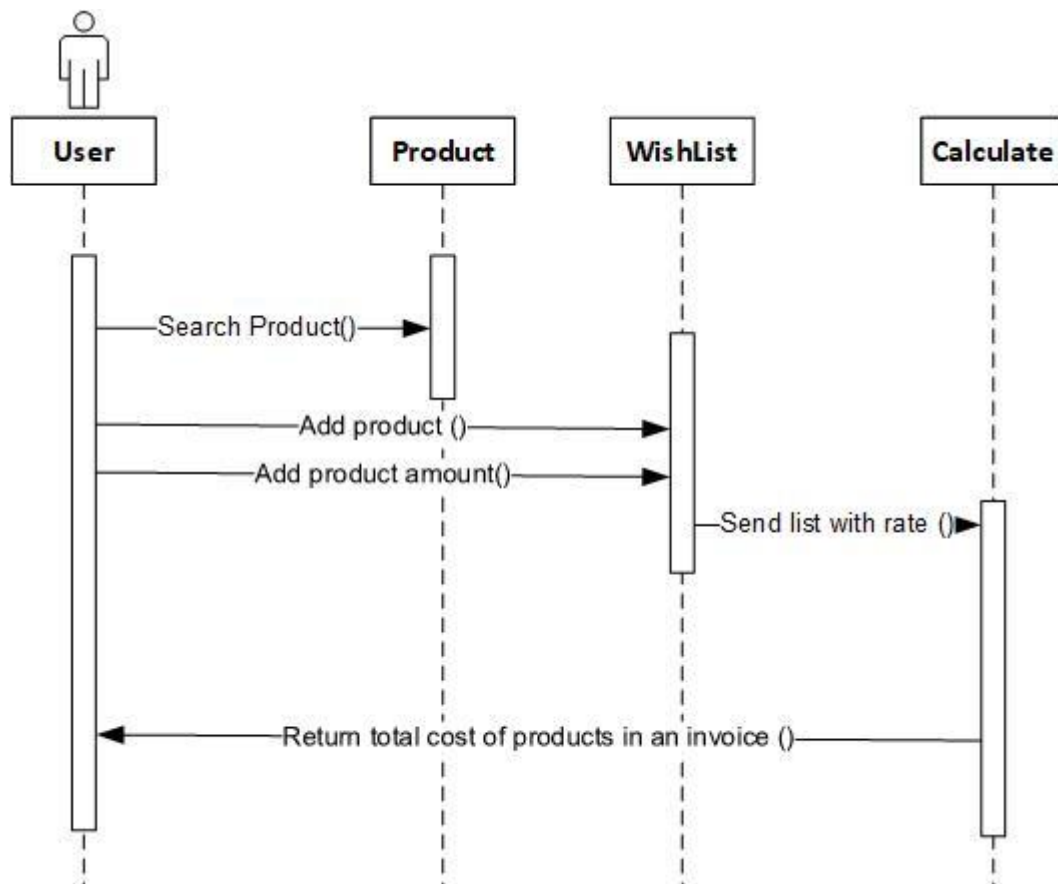 User
Product
WishList
Calculate
Search Product()
Add product ()
Add product amount()
Send list with rate ()
Return total cost of products in an invoice ()